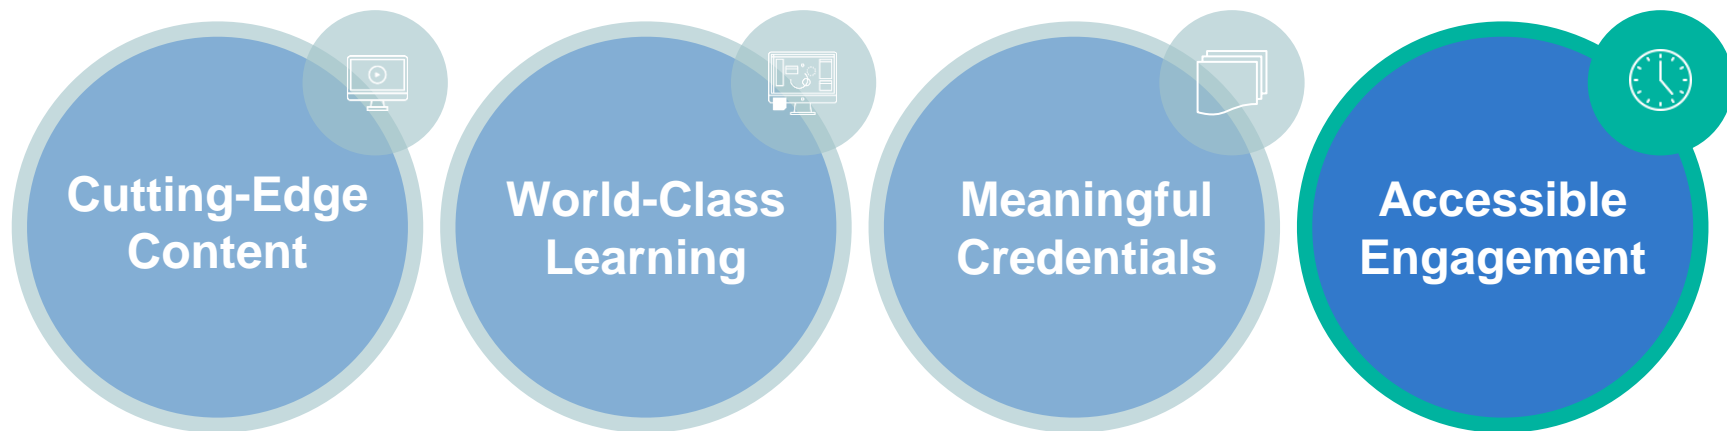 Cutting-Edge
Content
World-Class
Learning
Meaningful
Credentials
Accessible
Engagement